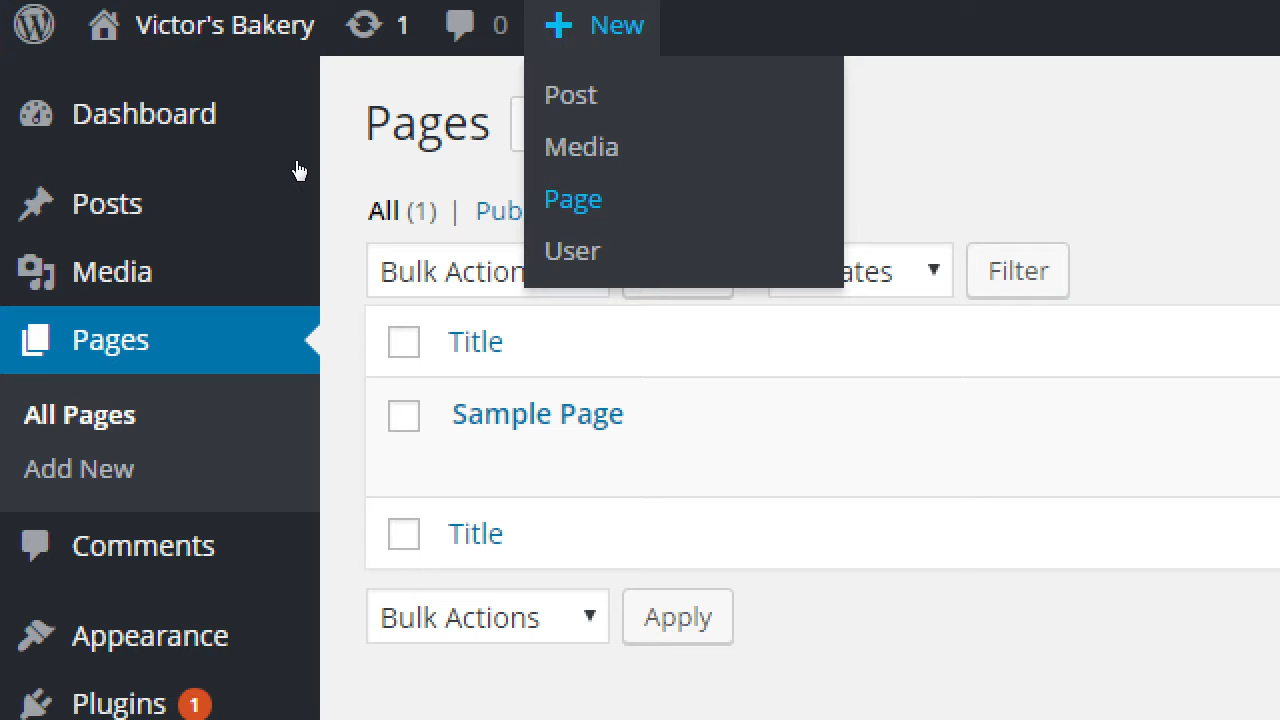 Victor's Bakery 1 0 + New
Dashboard
Posts
Media
Pages
All Pages
Add New
Comments
Appearance
Plugins 1
Post
Media
Page
User
Pages
All (1) | Pub
Bulk Action ates ▼ Filter
Title
Sample Page
Title
Bulk Actions ▼ Apply